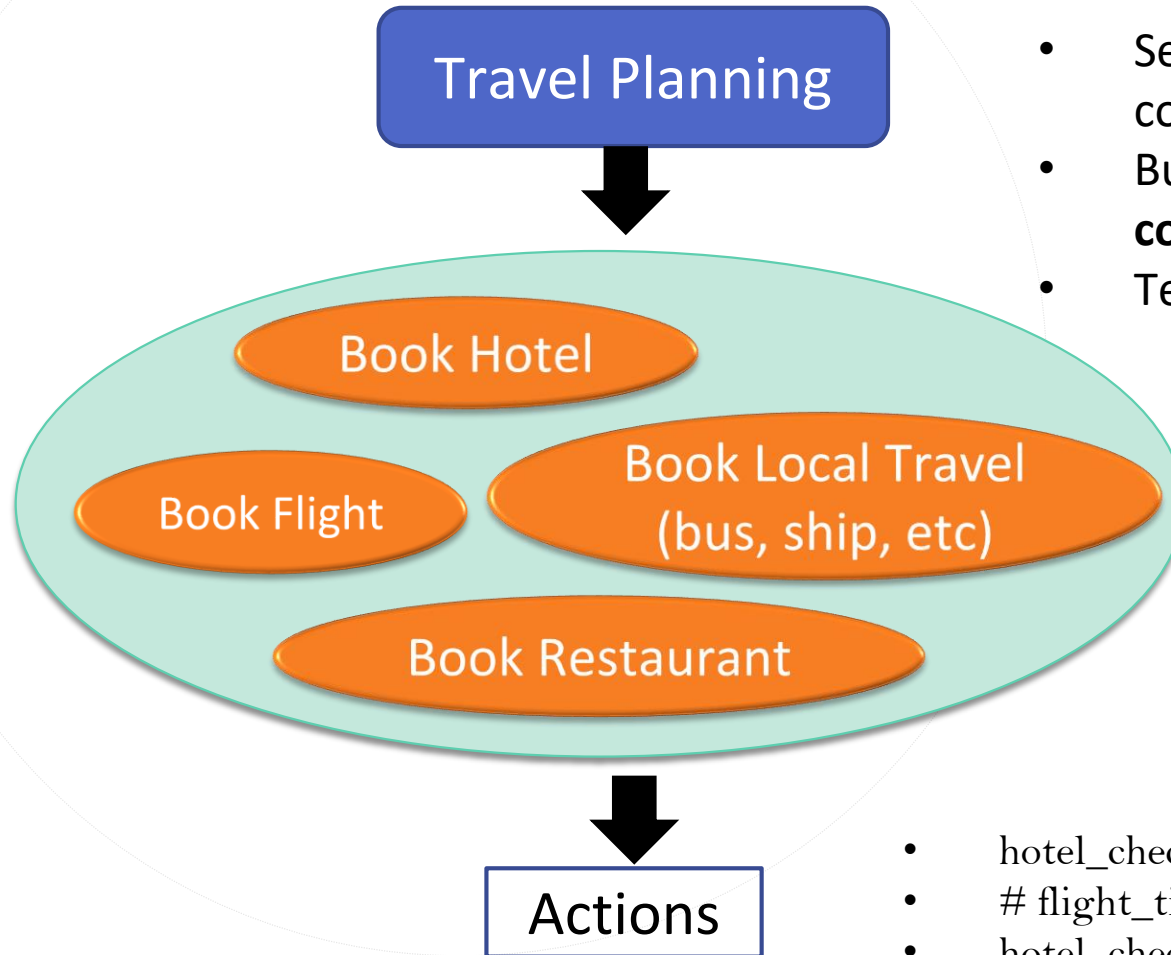 Travel Planning
•
•
•
Book Hotel
Book Local Travel
(bus, ship, etc)
Book Flight
Book Restaurant
Actions
•
• #
•